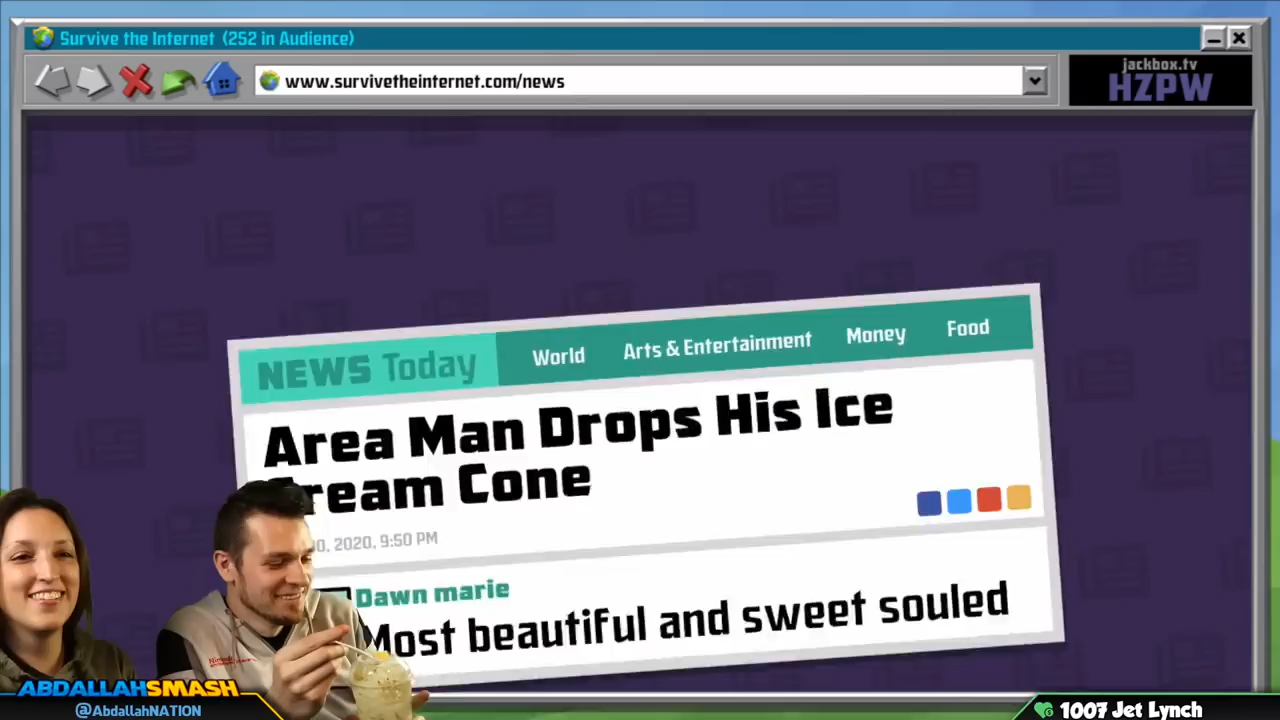 Survive the Internet (252 in Audience)
www.survivetheinternet.com/news
jackbox.tv
HZPW
NEWS Today
World
Arts & Entertainment
Money
Food
Area Man Drops His Ice
Cream Cone
2020, 9:50 PM
Dawn marie
Most beautiful and sweet souled
ABDALLAHSMASH
@AbdallahNATION
1007 Jet Lynch